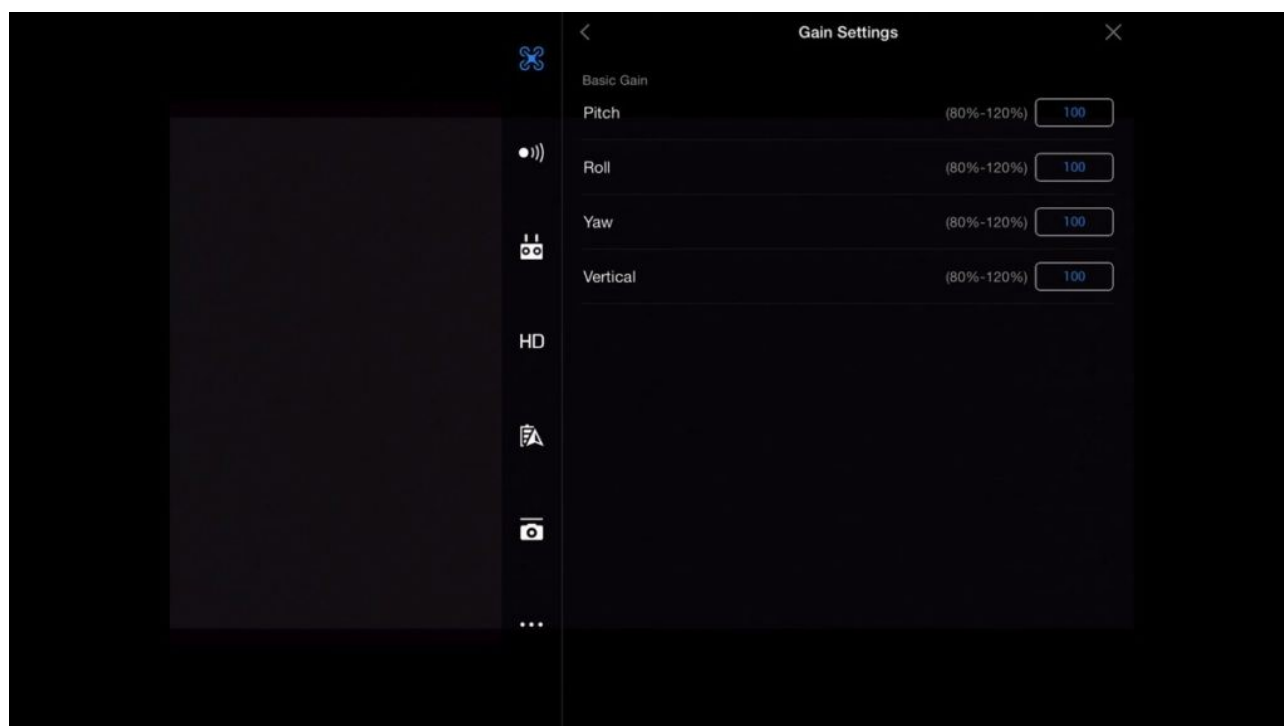 Gain Settings
Basic Gain
Pitch (80%-120%) 100
Roll (80%-120%) 100
Yaw (80%-120%) 100
HD
Vertical (80%-120%) 100